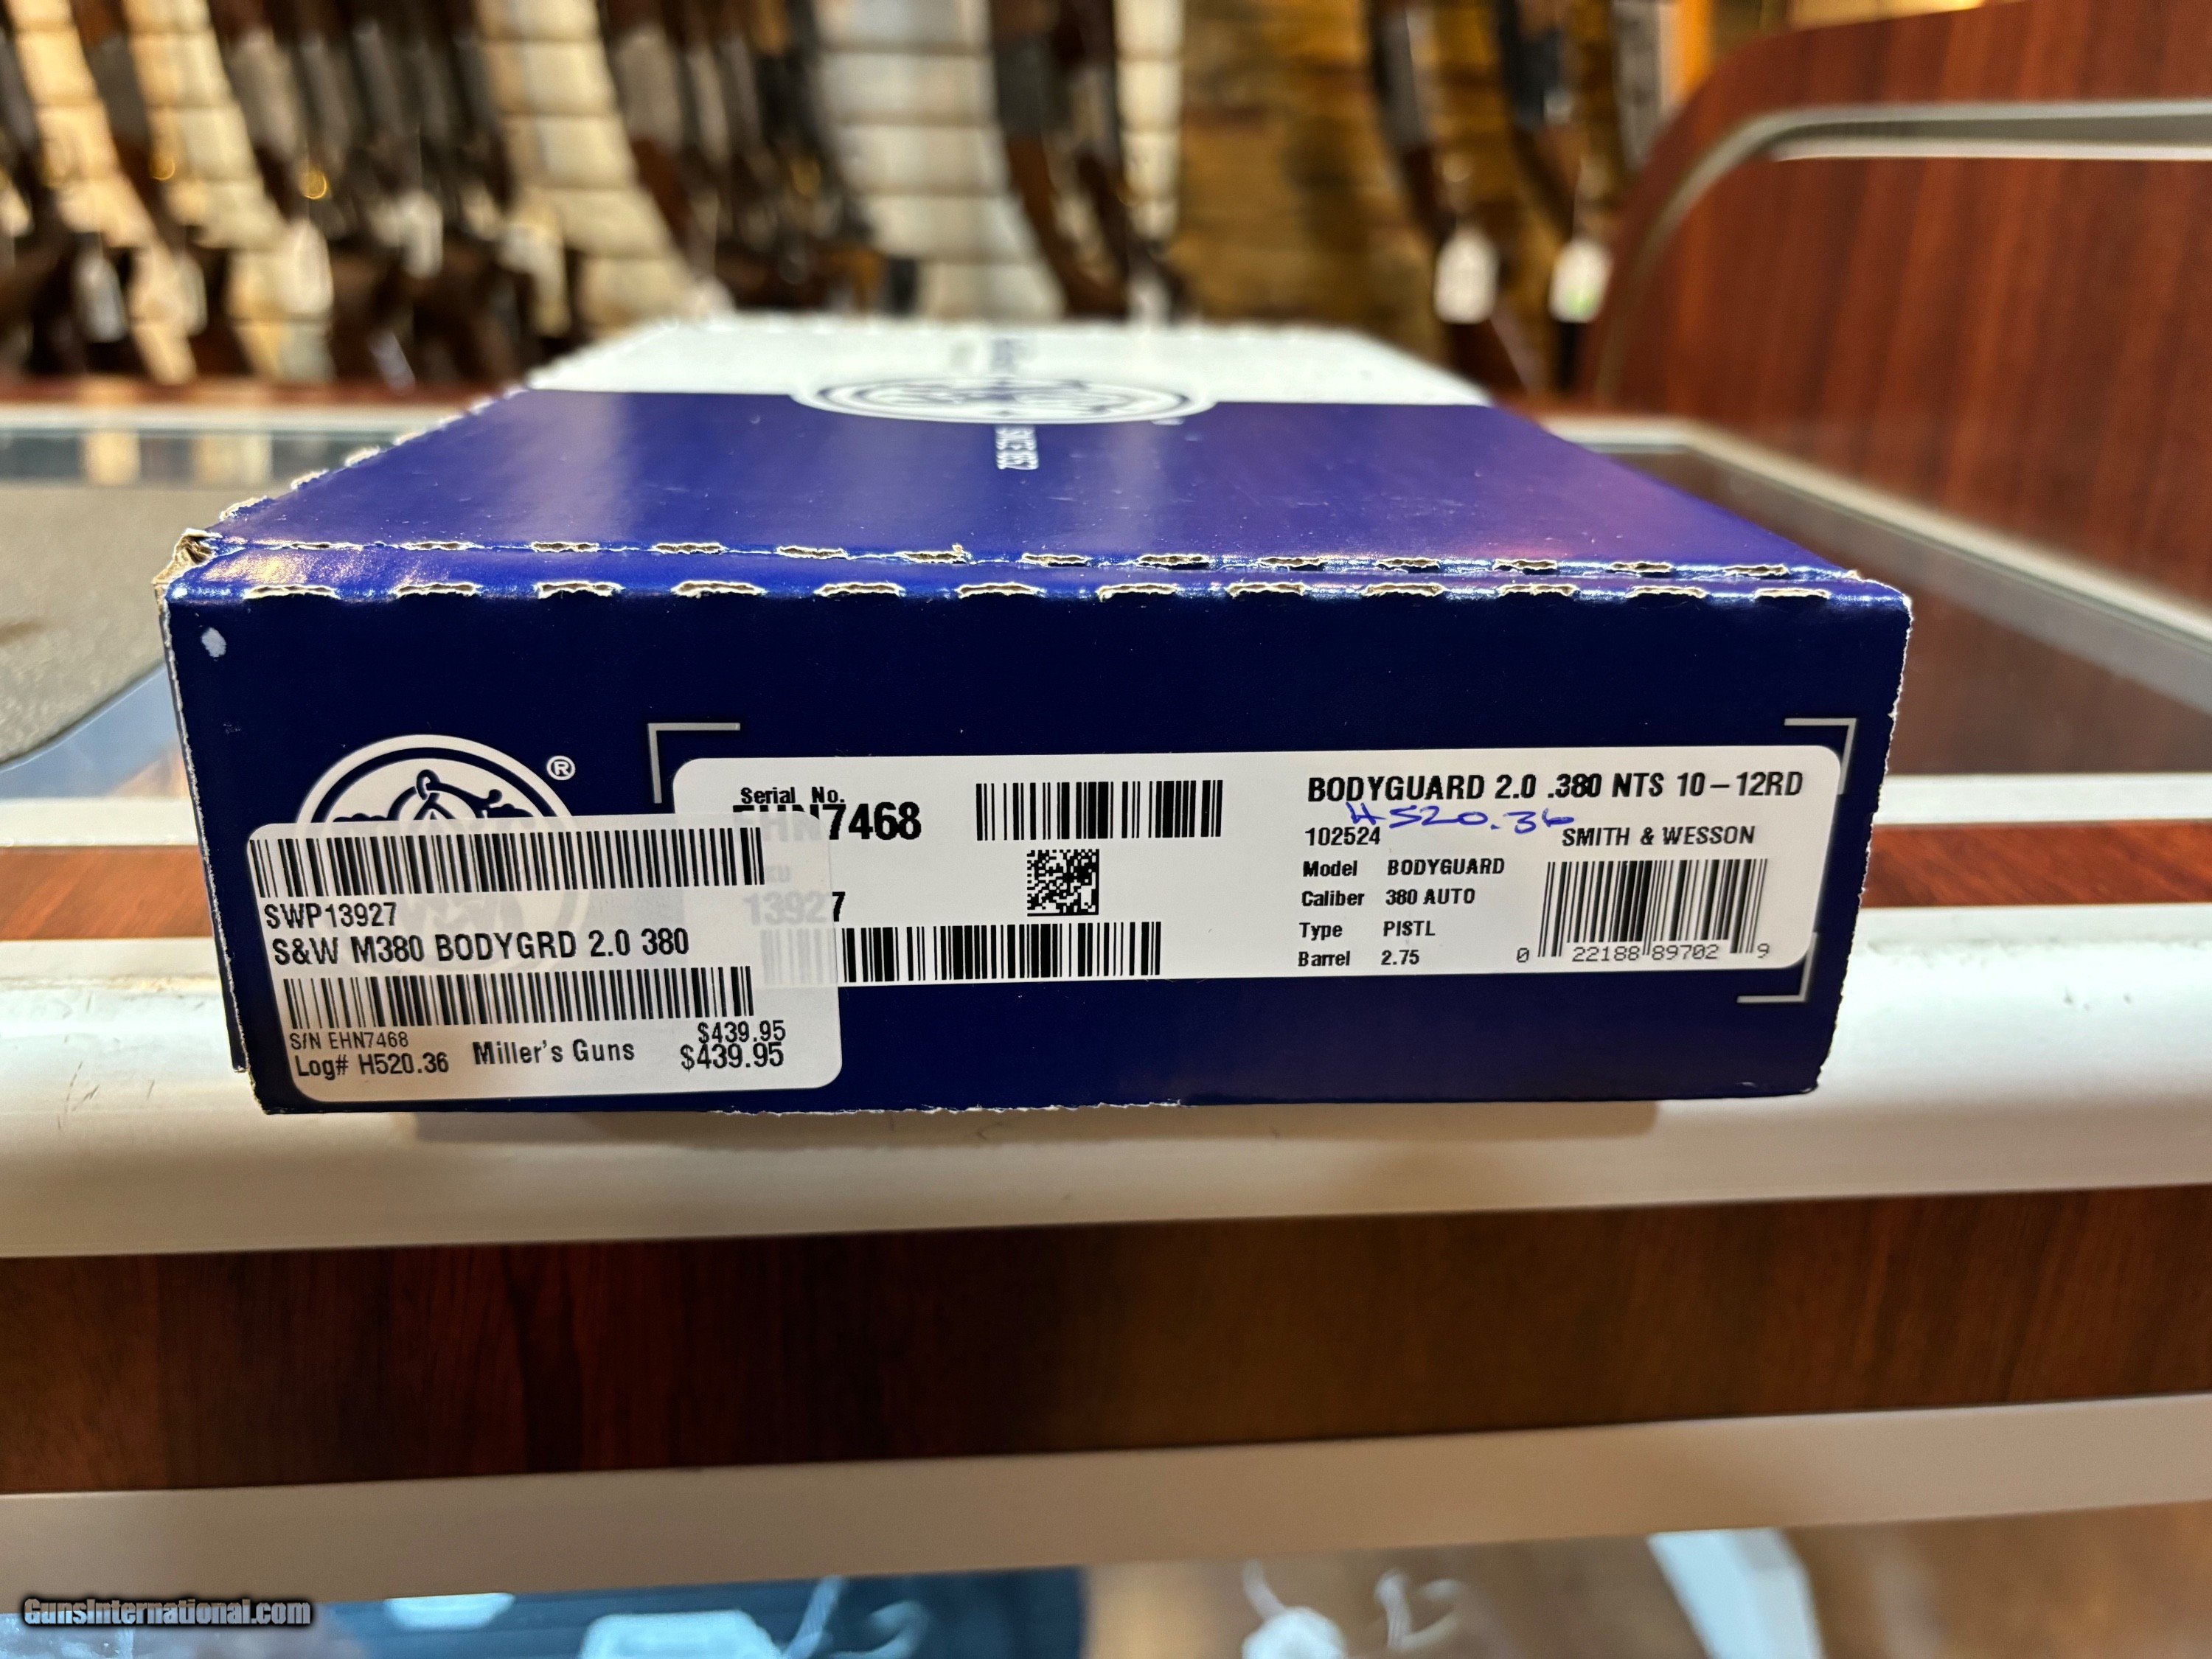 ®
Serial No.
EHN7468
13927
BODYGUARD 2.0 .380 NTS 10-12RD
H520.36
102524
SMITH & WESSON
Model BODYGUARD
Caliber 380 AUTO
Type PISTL
Barrel 2.75
0 22188 89702 9
SWP13927
S&W M380 BODYGRD 2.0 380
S/N EHN7468
$439.95
Log# H520.36 Miller's Guns $439.95
GunsInternational.com